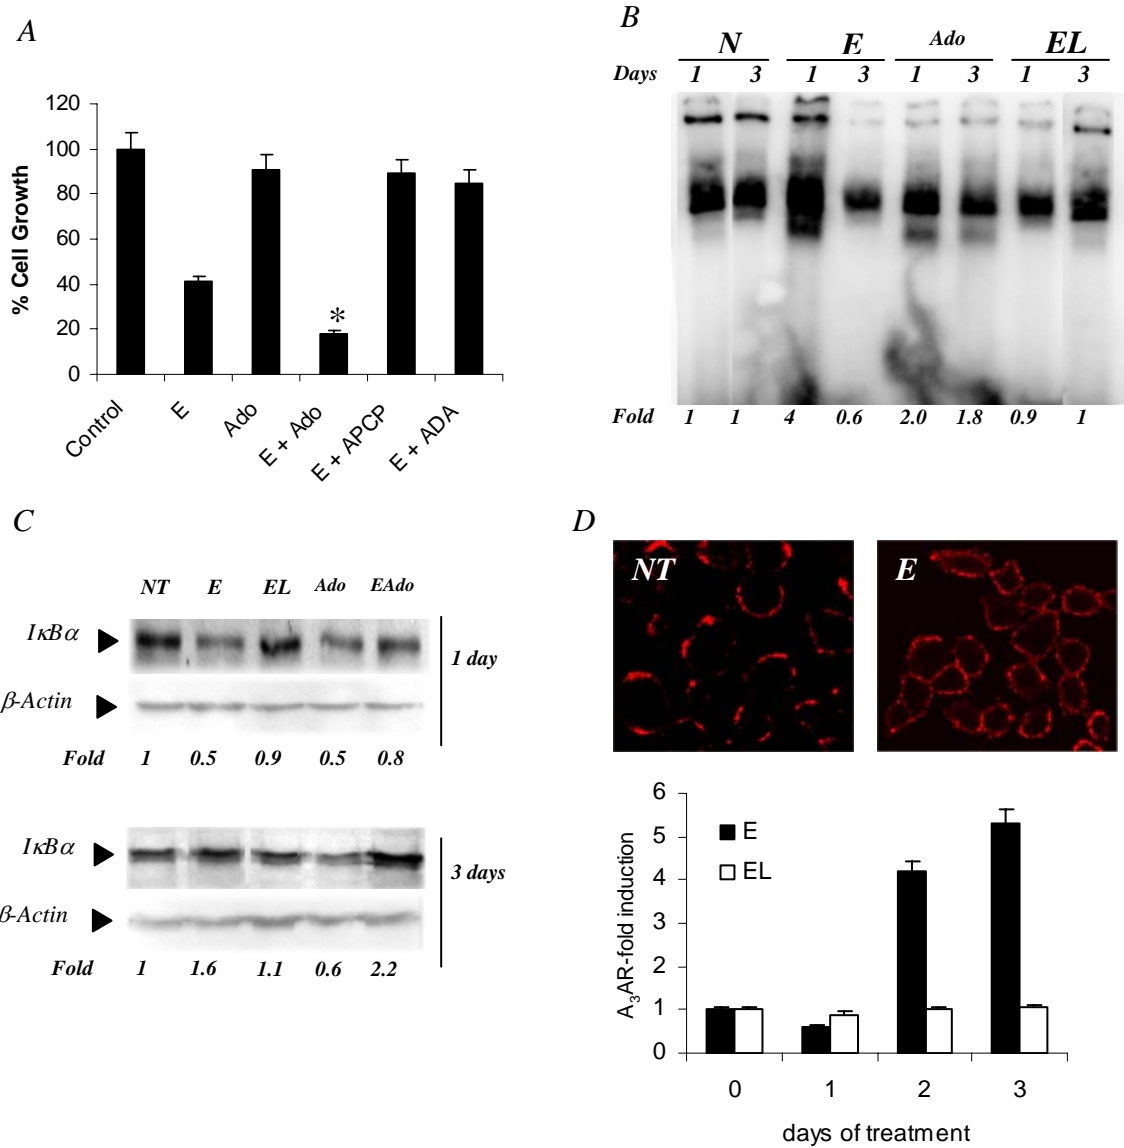 A
120
100
80
60
40
20
0
% Cell Growth
*
Control
E
Ado
E + Ado
E + APCP
E + ADA
B
N E Ado EL
Days 1 3 1 3 1 3 1 3
Fold 1 1 4 0.6 2.0 1.8 0.9 1
C
NT E EL Ado EAdo
IκBα
1 day
β-Actin
Fold 1 0.5 0.9 0.5 0.8
IκBα
3 days
β-Actin
Fold 1 1.6 1.1 0.6 2.2
D
NT
E
6
5
4
3
2
1
0
A3AR-fold induction
E
EL
0 1 2 3
days of treatment